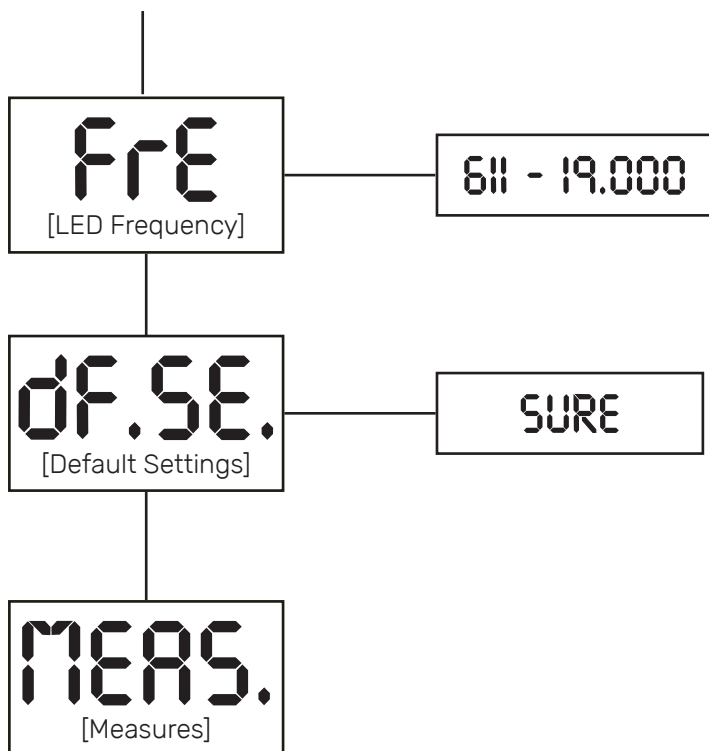 FrE
[LED Frequency]
611 - 19.000
dF.SE.
[Default Settings]
SURE
MEAS.
[Measures]